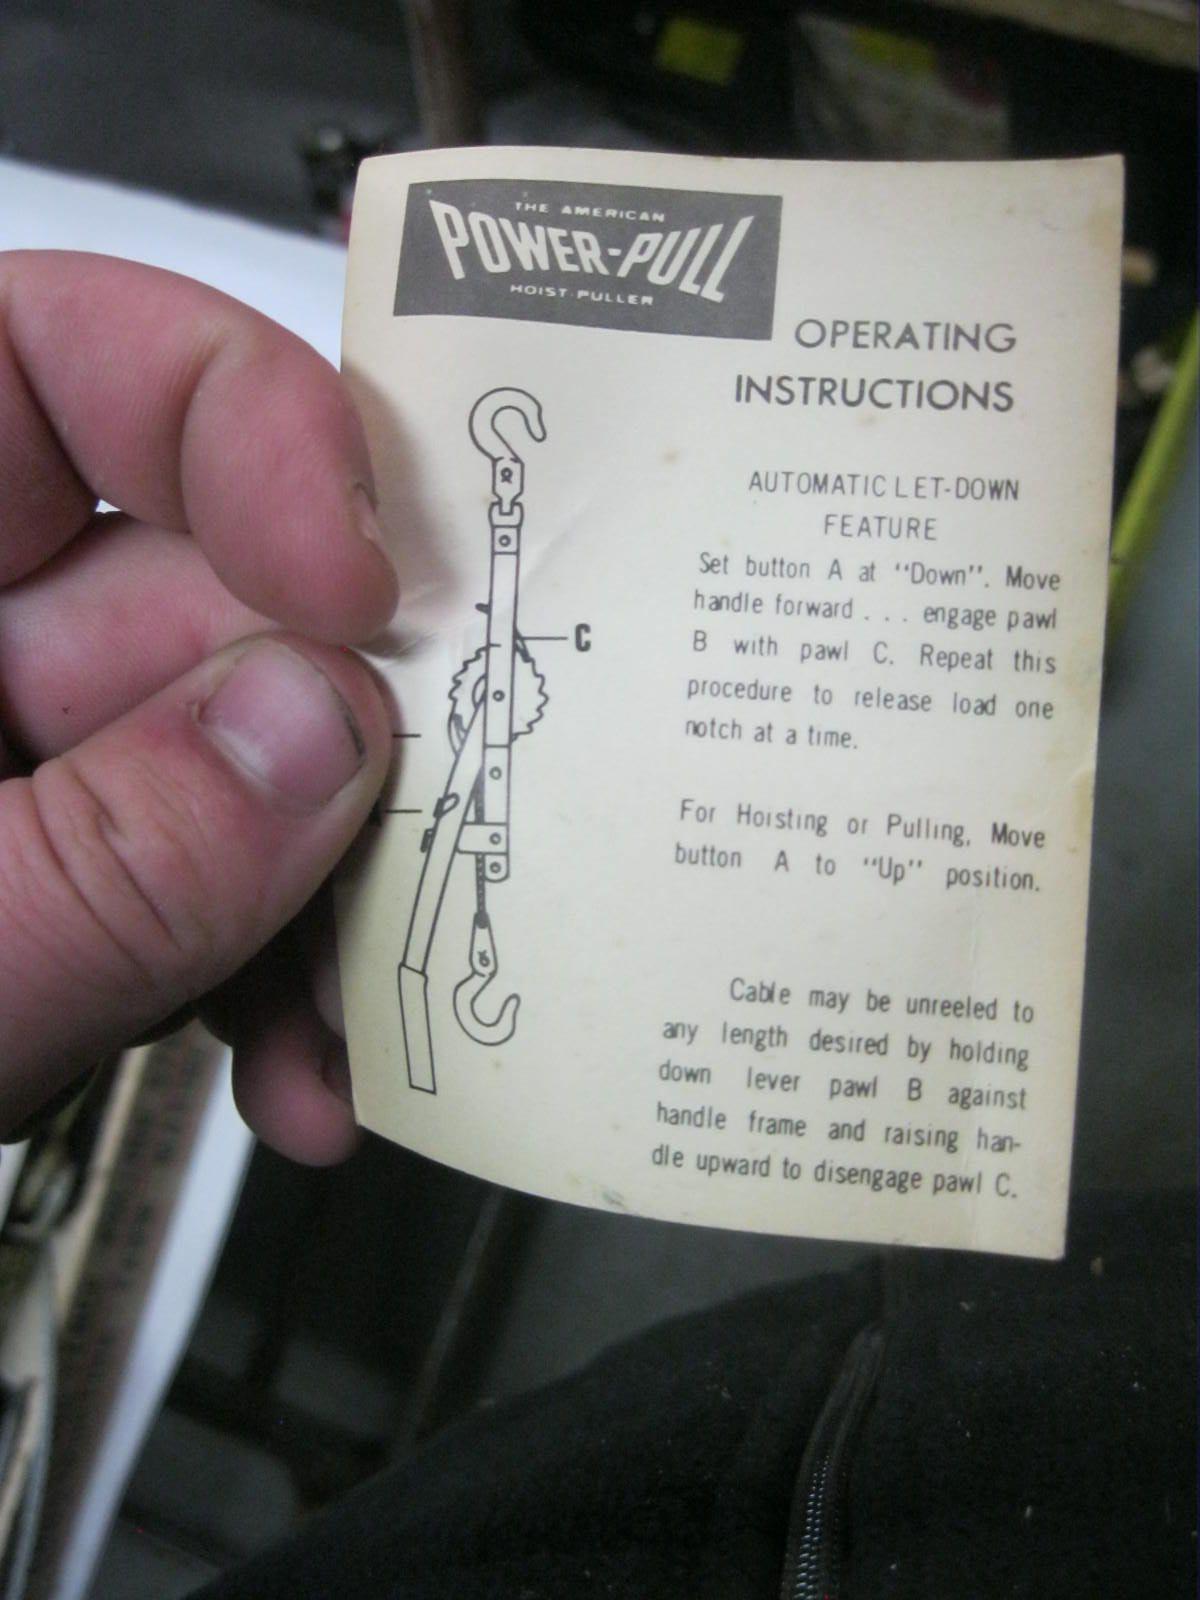 THE AMERICAN
POWER-PULL
HOIST-PULLER
OPERATING
INSTRUCTIONS
AUTOMATIC LET-DOWN
FEATURE
Set button A at "Down". Move
handle forward . . . engage pawl
B with pawl C. Repeat this
procedure to release load one
notch at a time.
For Hoisting or Pulling, Move
button A to "Up" position.
Cable may be unreeled to
any length desired by holding
down lever pawl B against
handle frame and raising han-
dle upward to disengage pawl C.
C